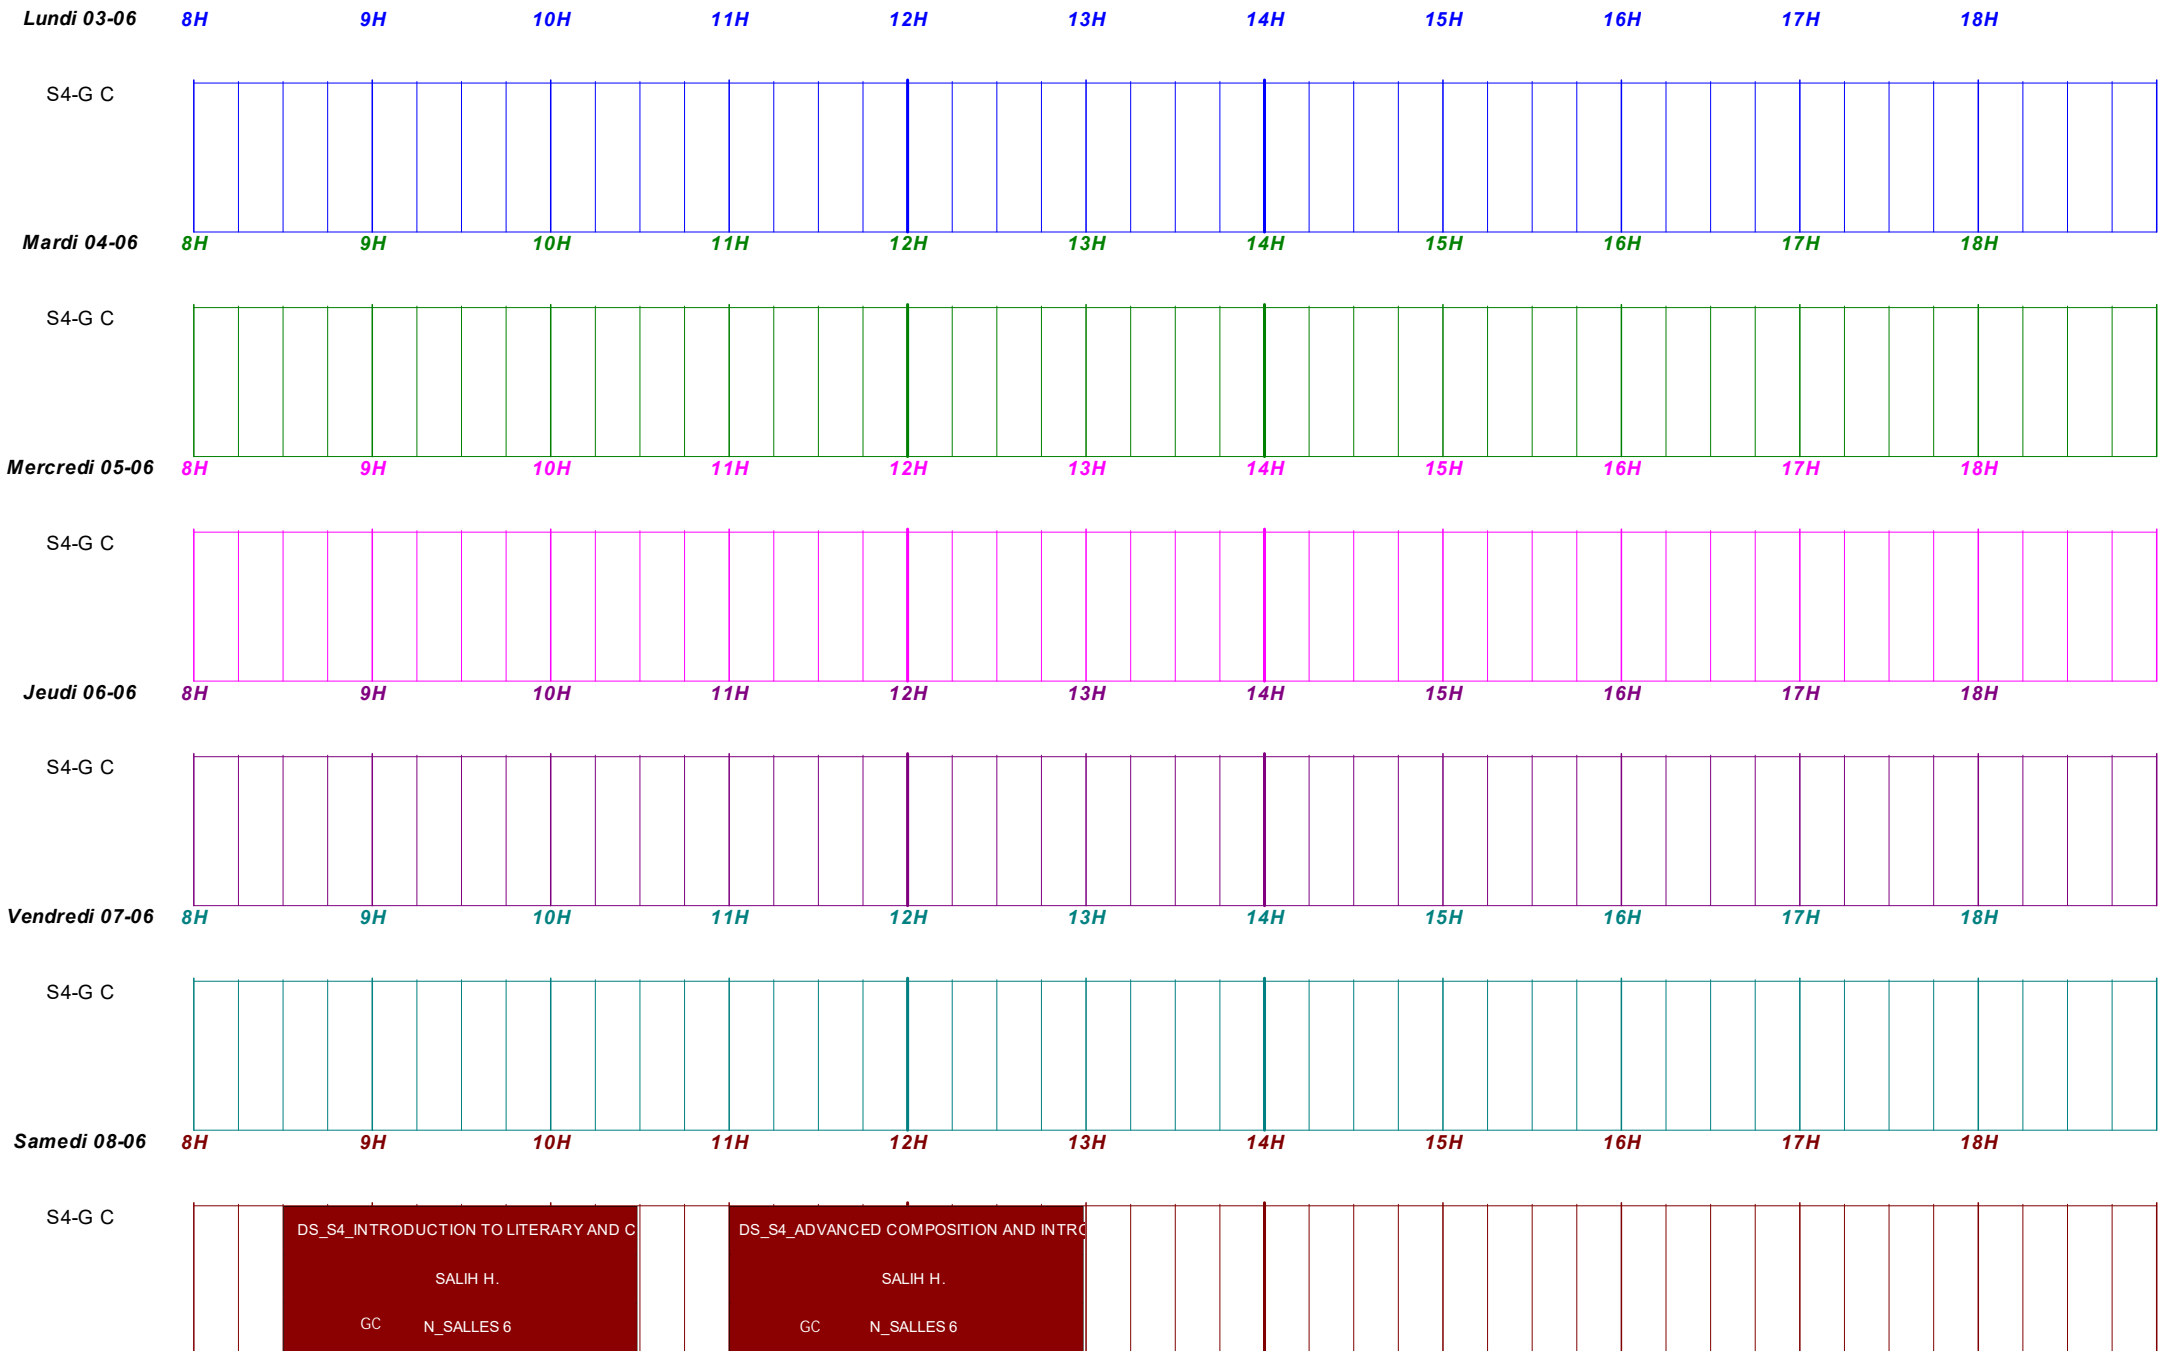 Lundi 03-06 8H 9H 10H 11H 12H 13H 14H 15H 16H 17H 18H
S4-G C
Mardi 04-06 8H 9H 10H 11H 12H 13H 14H 15H 16H 17H 18H
S4-G C
Mercredi 05-06 8H 9H 10H 11H 12H 13H 14H 15H 16H 17H 18H
S4-G C
Jeudi 06-06 8H 9H 10H 11H 12H 13H 14H 15H 16H 17H 18H
S4-G C
Vendredi 07-06 8H 9H 10H 11H 12H 13H 14H 15H 16H 17H 18H
S4-G C
Samedi 08-06 8H 9H 10H 11H 12H 13H 14H 15H 16H 17H 18H
S4-G C
DS_S4_INTRODUCTION TO LITERARY AND C
SALIH H.
GC N_SALLES 6
DS_S4_ADVANCED COMPOSITION AND INTRO
SALIH H.
GC N_SALLES 6